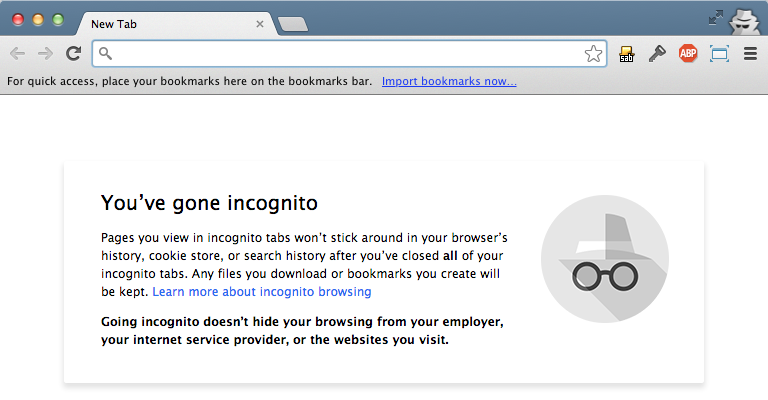 New Tab
ABP
sab
For quick access, place your bookmarks here on the bookmarks bar. Import bookmarks now...
You’ve gone incognito
Pages you view in incognito tabs won’t stick around in your browser’s
history, cookie store, or search history after you’ve closed all of your
incognito tabs. Any files you download or bookmarks you create will
be kept. Learn more about incognito browsing
Going incognito doesn’t hide your browsing from your employer,
your internet service provider, or the websites you visit.